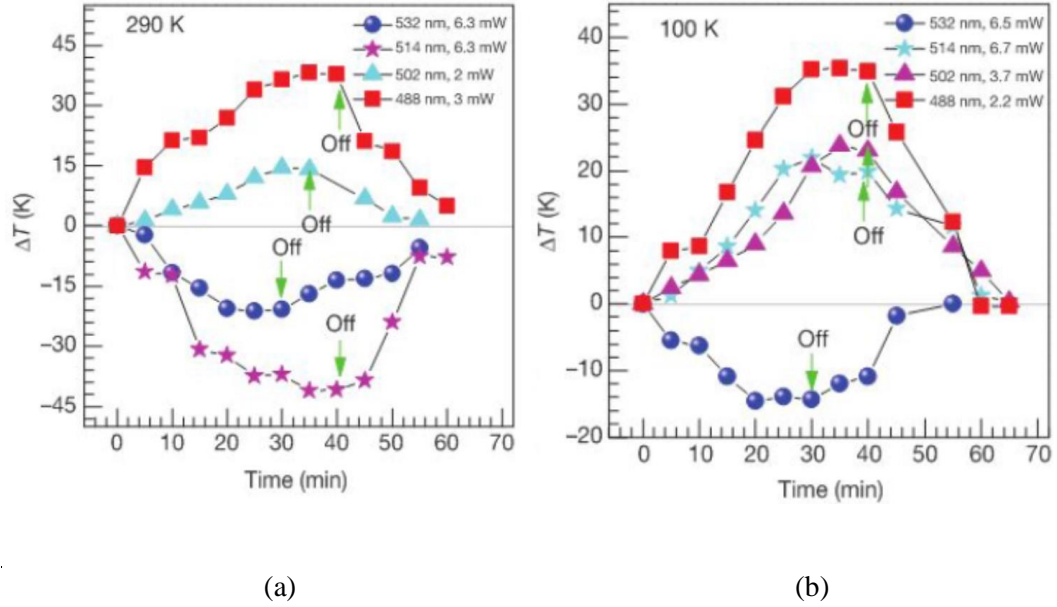 290 K
532 nm, 6.3 mW
514 nm, 6.3 mW
502 nm, 2 mW
488 nm, 3 mW
45
30
15
0
−15
−30
−45
ΔT (K)
Off
Off
Off
Off
0 10 20 30 40 50 60 70
Time (min)
(a)
100 K
532 nm, 6.5 mW
514 nm, 6.7 mW
502 nm, 3.7 mW
488 nm, 2.2 mW
40
30
20
10
0
−10
−20
ΔT (K)
Off
Off
Off
0 10 20 30 40 50 60 70
Time (min)
(b)